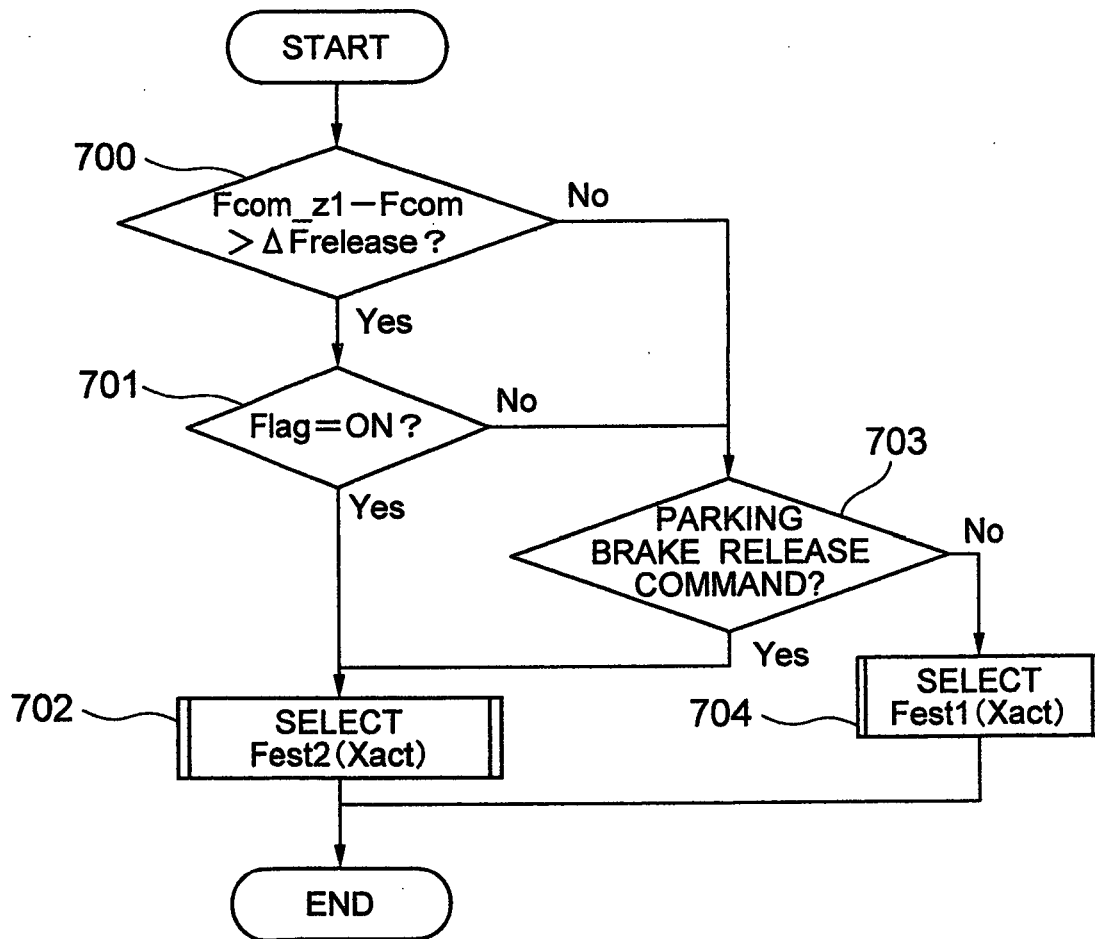 START
700
Fcom_z1−Fcom
>ΔFrelease?
No
Yes
701
Flag=ON?
No
Yes
703
PARKING
BRAKE RELEASE
COMMAND?
No
Yes
702
SELECT
Fest2(Xact)
704
SELECT
Fest1(Xact)
END